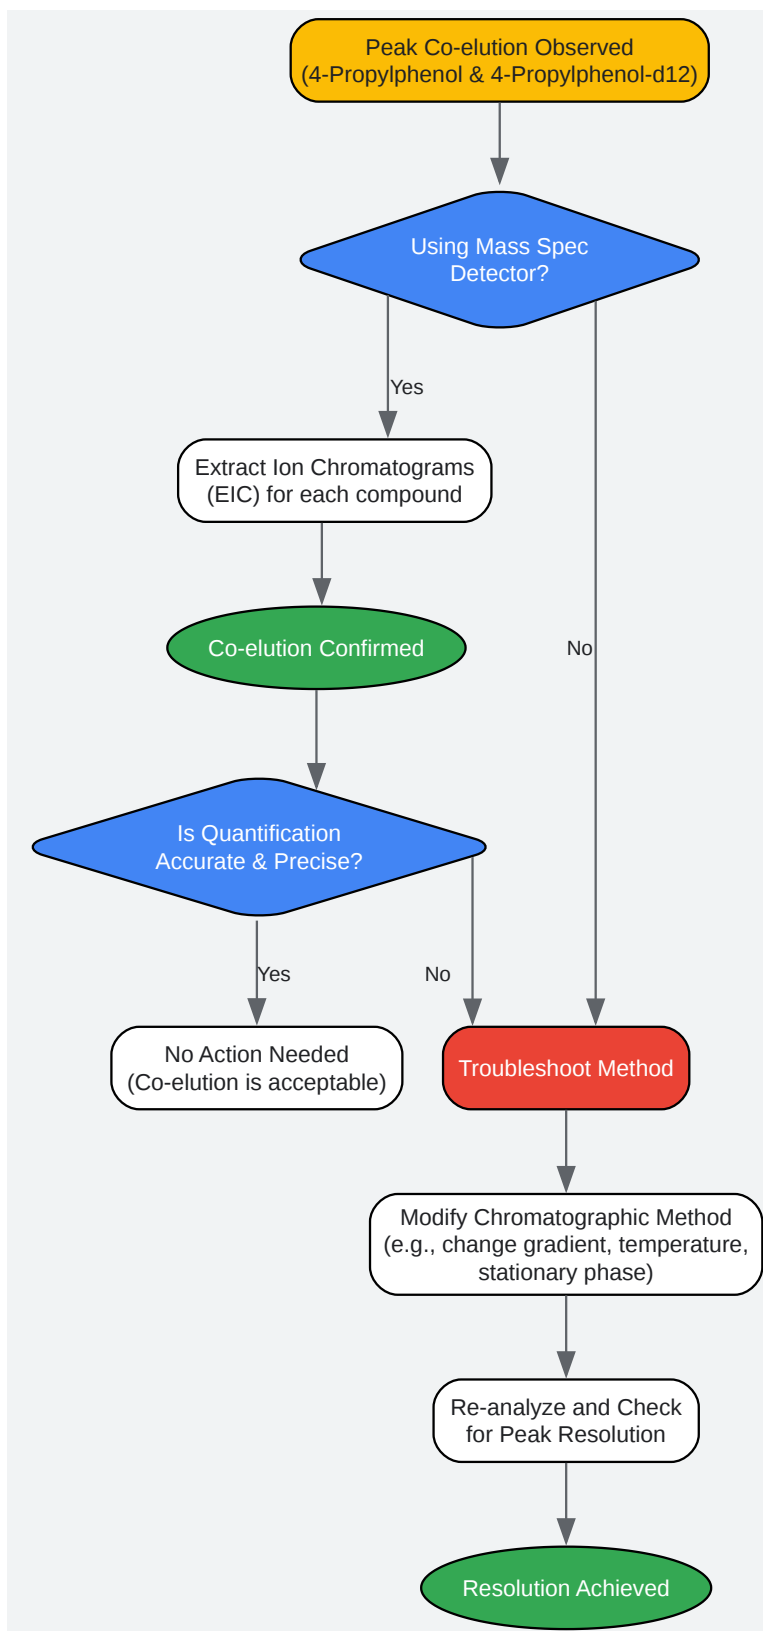 Peak Co-elution Observed
(4-Propylphenol & 4-Propylphenol-d12)
Using Mass Spec
Detector?
Yes
Extract Ion Chromatograms
(EIC) for each compound
Co-elution Confirmed
No
Is Quantification
Accurate & Precise?
Yes
No
No Action Needed
(Co-elution is acceptable)
Troubleshoot Method
Modify Chromatographic Method
(e.g., change gradient, temperature,
stationary phase)
Re-analyze and Check
for Peak Resolution
Resolution Achieved